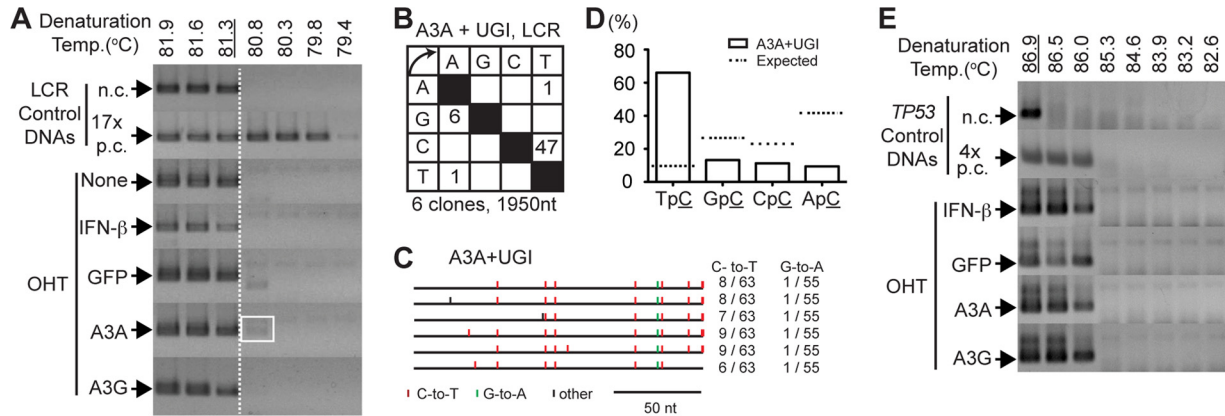 A
Denaturation
Temp.(ºC)
81.9 81.6 81.3 80.8 80.3 79.8 79.4
LCR
Control
DNAs
n.c.
17x
p.c.
OHT
None
IFN-β
GFP
A3A
A3G
B
A3A + UGI, LCR
A G C T
A 1
G 6
C 47
T 1
6 clones, 1950nt
C
A3A+UGI
C- to-T G-to-A
8 / 63 1 / 55
8 / 63 1 / 55
7 / 63 1 / 55
9 / 63 1 / 55
9 / 63 1 / 55
6 / 63 1 / 55
C-to-T G-to-A other
50 nt
D
(%)
80
60
40
20
0
A3A+UGI
Expected
TpC GpC CpC ApC
E
Denaturation
Temp.(ºC)
86.9 86.5 86.0 85.3 84.6 83.9 83.2 82.6
TP53
Control
DNAs
n.c.
4x
p.c.
OHT
IFN-β
GFP
A3A
A3G